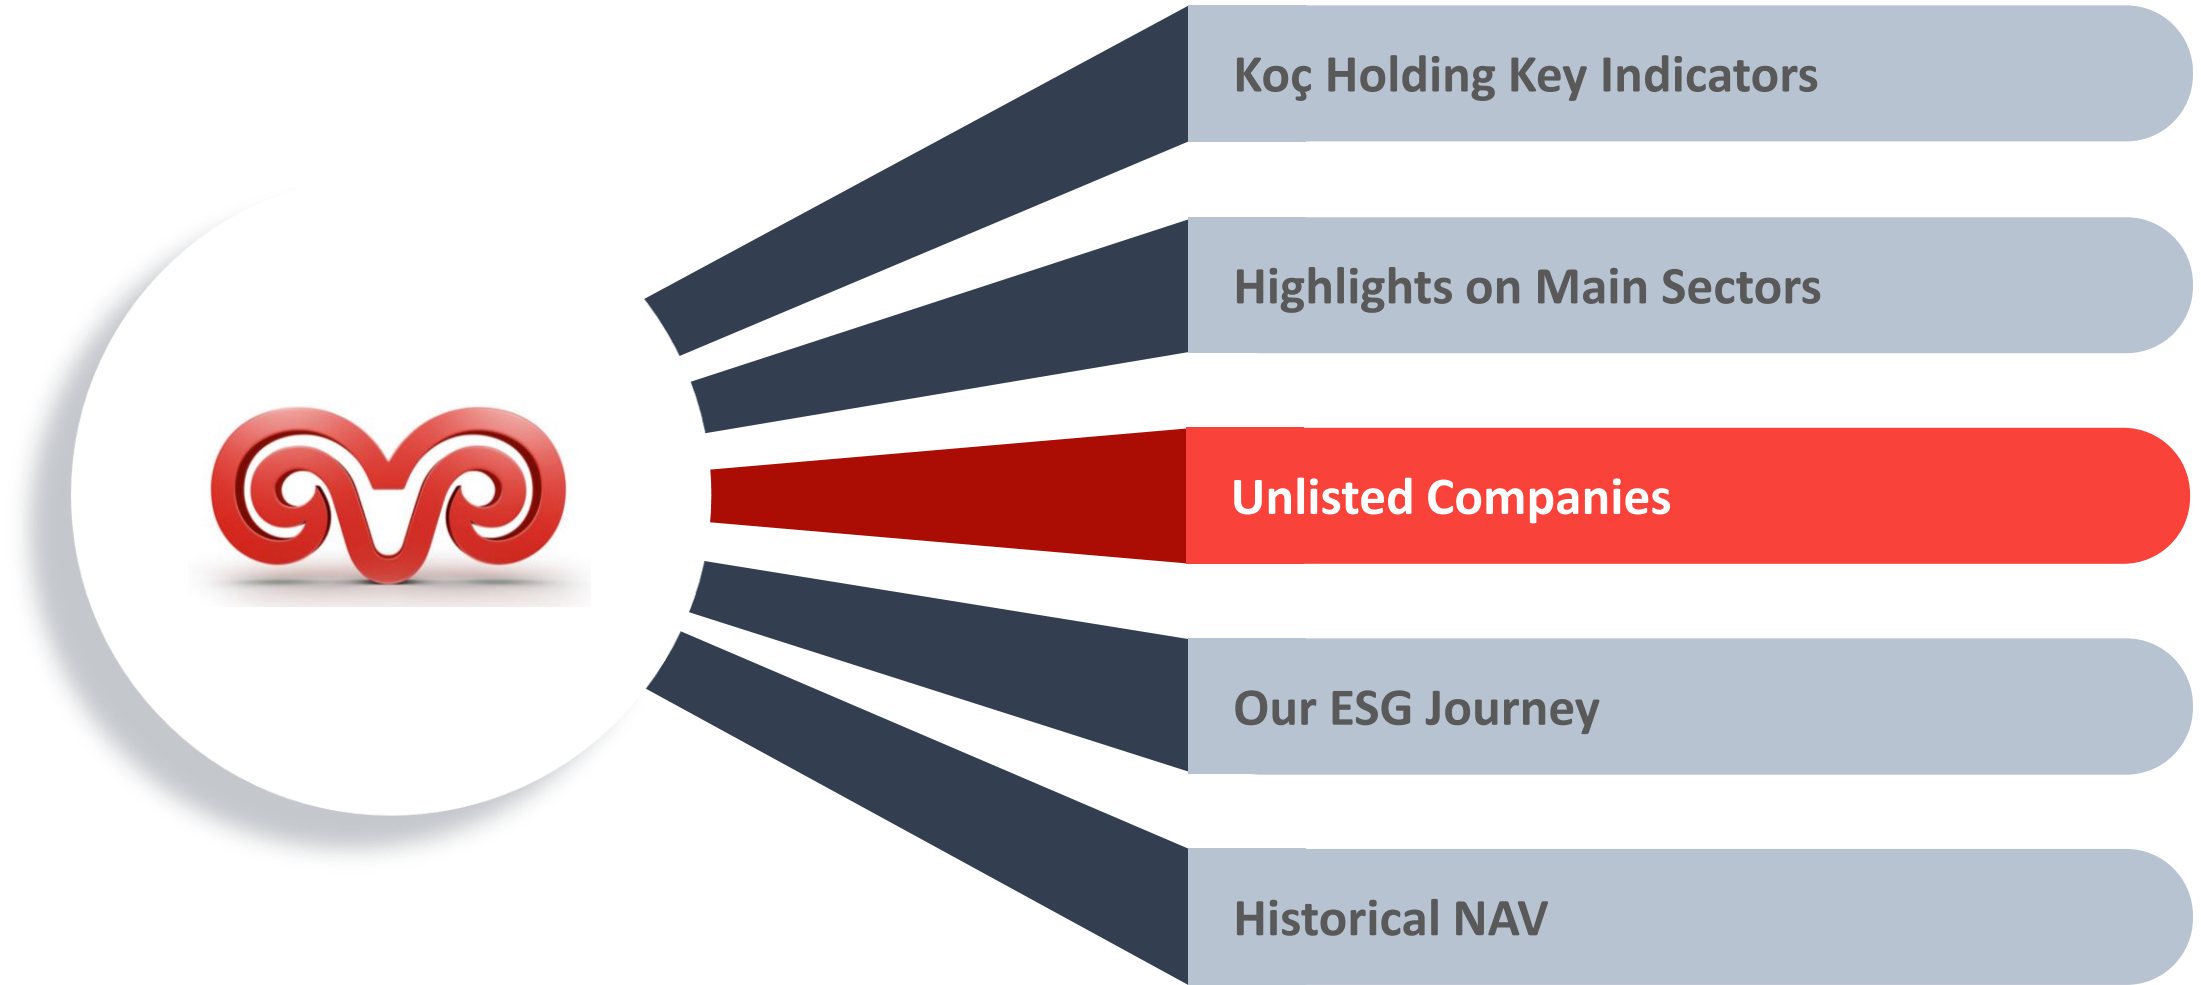 Koç Holding Key Indicators
Highlights on Main Sectors
Unlisted Companies
Our ESG Journey
Historical NAV